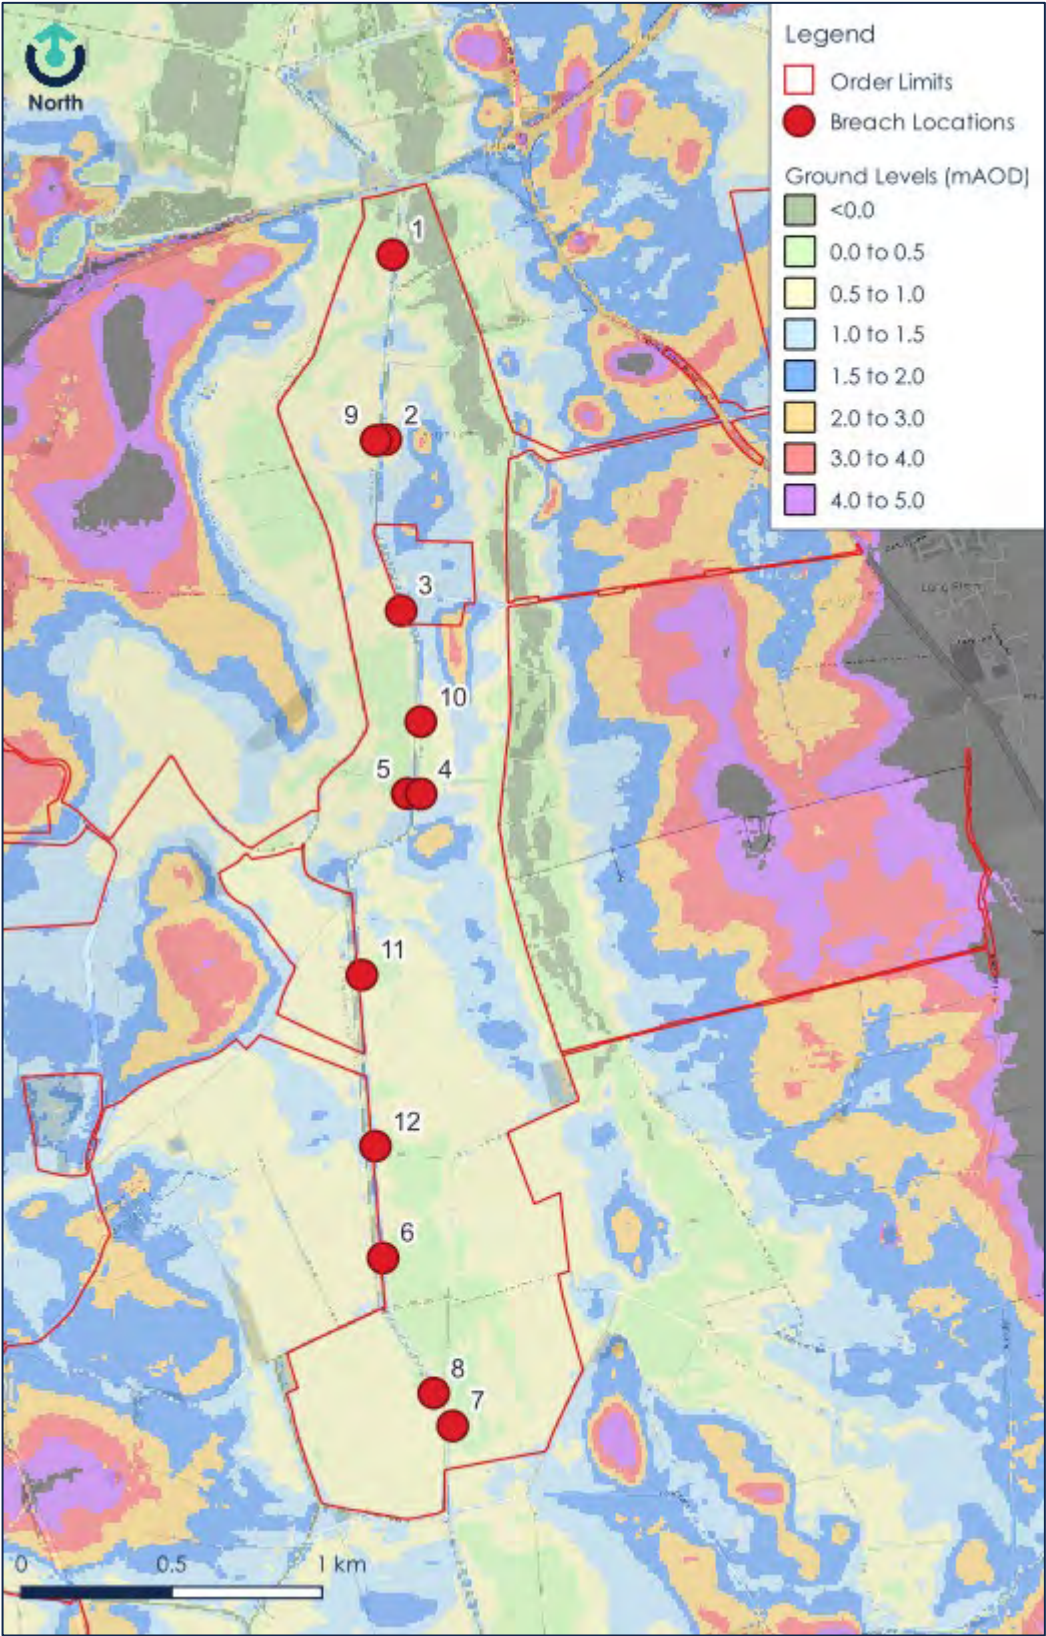 North
Legend
Order Limits
Breach Locations
Ground Levels (mAOD)
<0.0
0.0 to 0.5
0.5 to 1.0
1.0 to 1.5
1.5 to 2.0
2.0 to 3.0
3.0 to 4.0
4.0 to 5.0
1
9 2
3
10
5 4
11
12
6
8
7
0 0.5 1 km